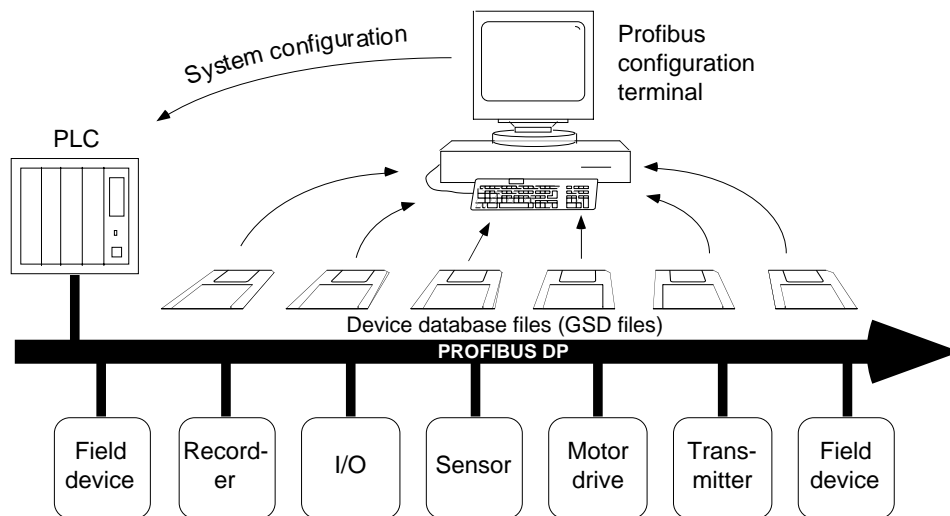 System configuration
Profibus
configuration
terminal
PLC
Device database files (GSD files)
PROFIBUS DP
Field
device
Record-
er
I/O
Sensor
Motor
drive
Trans-
mitter
Field
device